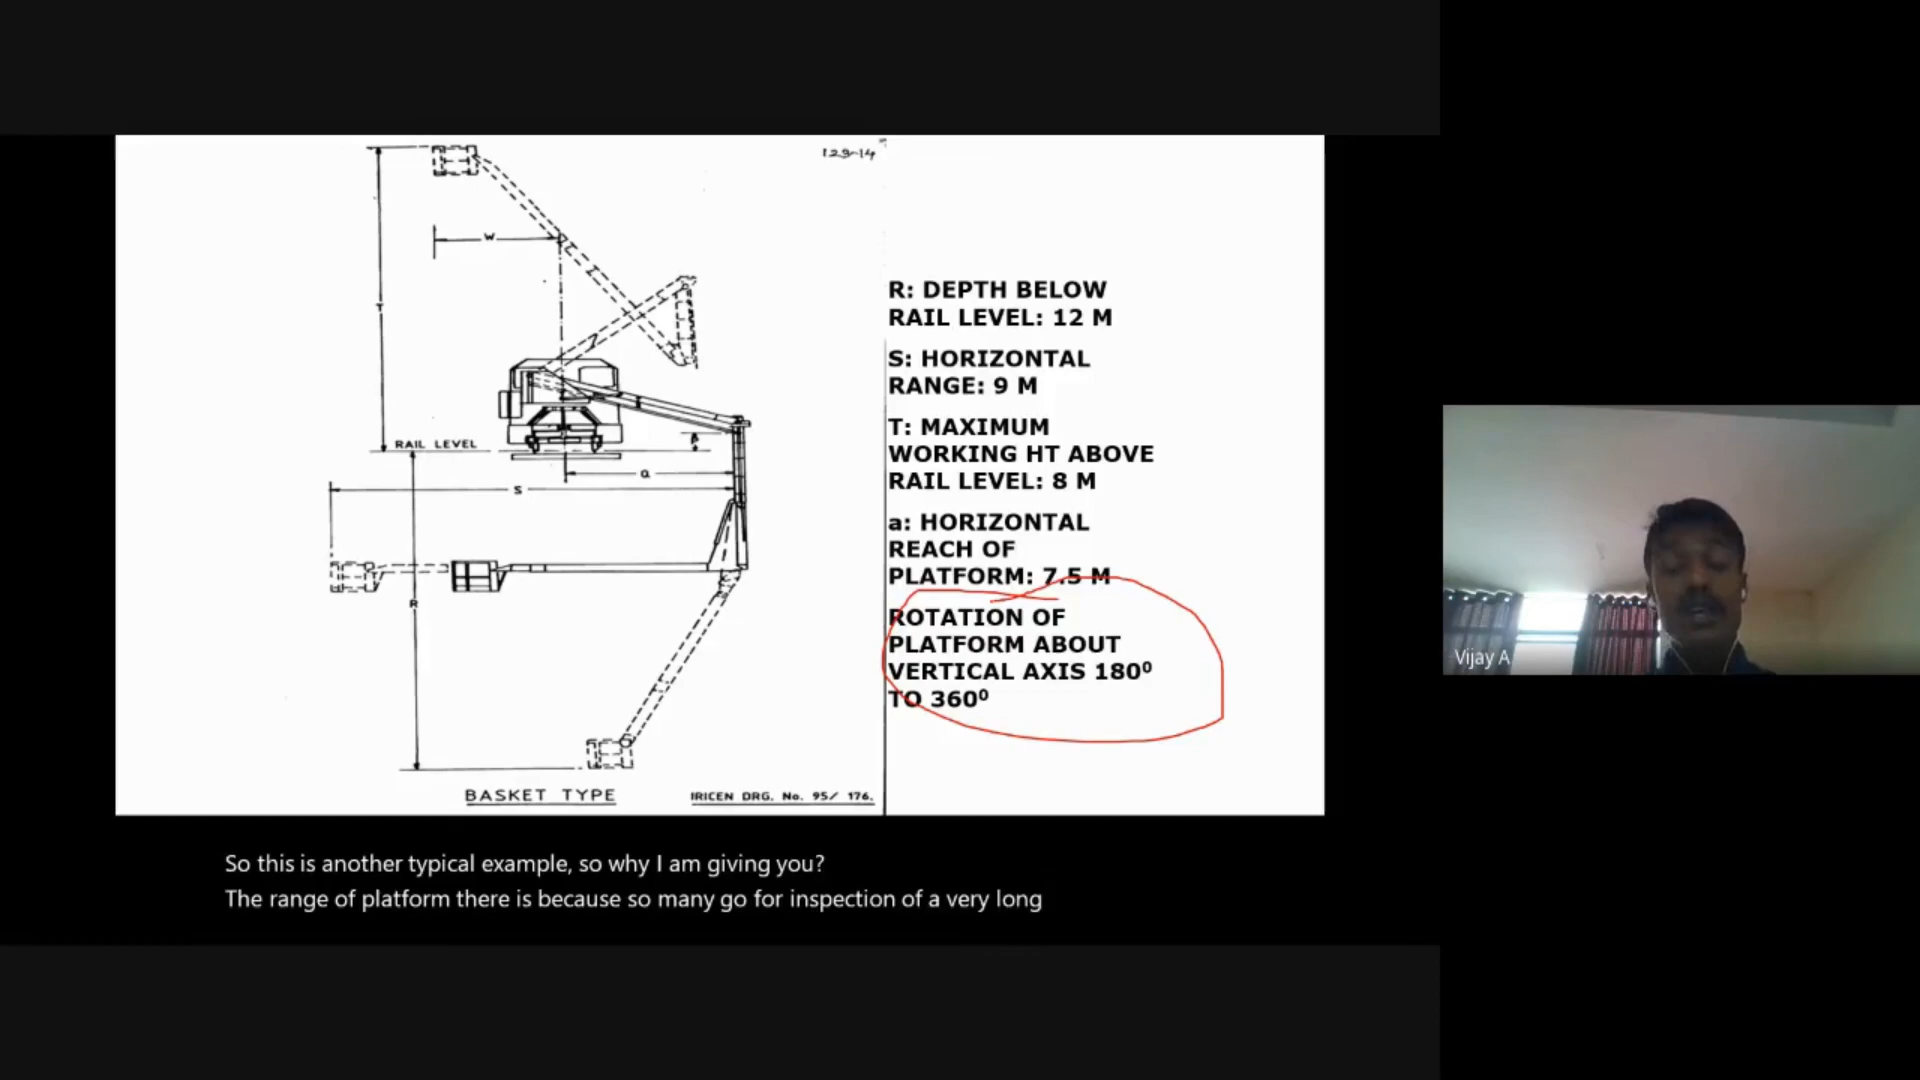 123-14
W
T
RAIL LEVEL
a
S
R
BASKET TYPE
IRICEN DRG. No. 95/ 176.
R: DEPTH BELOW
RAIL LEVEL: 12 M
S: HORIZONTAL
RANGE: 9 M
T: MAXIMUM
WORKING HT ABOVE
RAIL LEVEL: 8 M
a: HORIZONTAL
REACH OF
PLATFORM: 7.5 M
ROTATION OF
PLATFORM ABOUT
VERTICAL AXIS 180⁰
TO 360⁰
Vijay A
So this is another typical example, so why I am giving you?
The range of platform there is because so many go for inspection of a very long